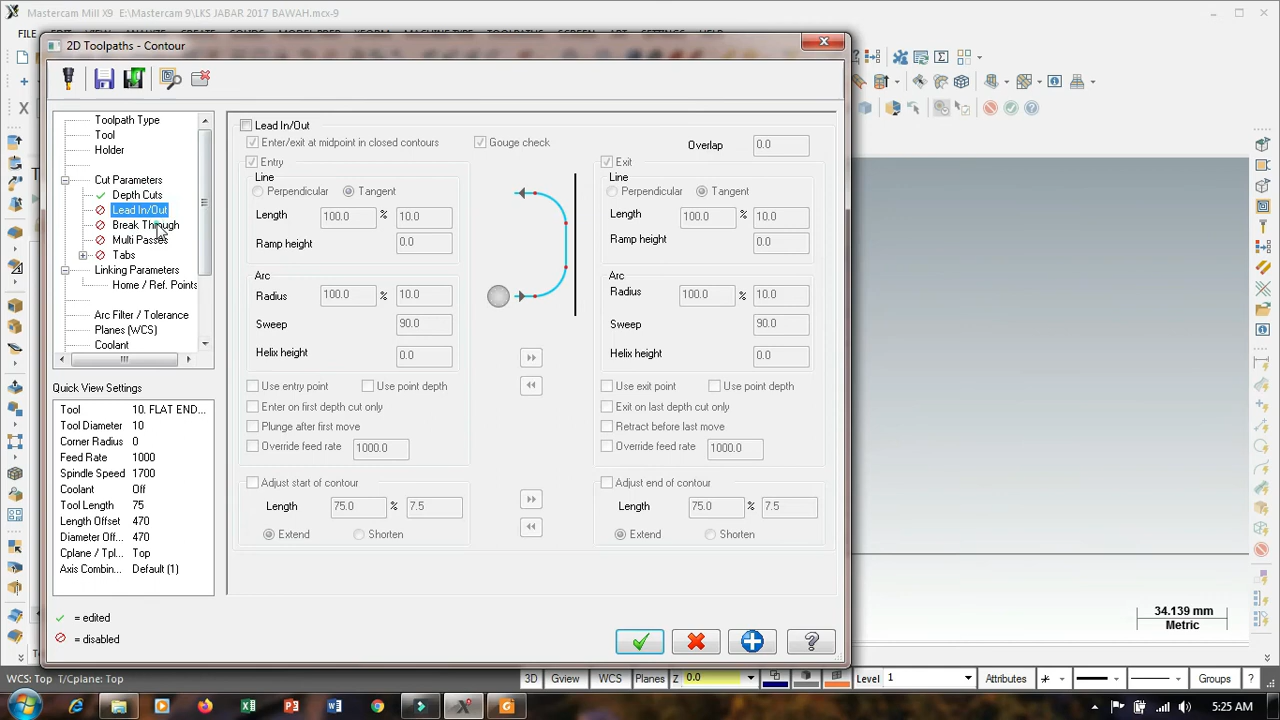 Mastercam Mill X9 - E:\Mastercam 9\LKS JABAR 2017 BAWAH.mcx-9
FILE
2D Toolpaths - Contour
Toolpath Type
Tool
Holder
Cut Parameters
Depth Cuts
Lead In/Out
Break Through
Multi Passes
Tabs
Linking Parameters
Home / Ref. Points
Arc Filter / Tolerance
Planes (WCS)
Coolant
Quick View Settings
Tool 10. FLAT END...
Tool Diameter 10
Corner Radius 0
Feed Rate 1000
Spindle Speed 1700
Coolant Off
Tool Length 75
Length Offset 470
Diameter Off... 470
Cplane / Tpl... Top
Axis Combin... Default (1)
= edited
= disabled
Lead In/Out
Enter/exit at midpoint in closed contours Gouge check Overlap 0.0
Entry
Line
Perpendicular Tangent
Length 100.0 % 10.0
Ramp height 0.0
Arc
Radius 100.0 % 10.0
Sweep 90.0
Helix height 0.0
Use entry point Use point depth
Enter on first depth cut only
Plunge after first move
Override feed rate 1000.0
Adjust start of contour
Length 75.0 % 7.5
Extend Shorten
Exit
Line
Perpendicular Tangent
Length 100.0 % 10.0
Ramp height 0.0
Arc
Radius 100.0 % 10.0
Sweep 90.0
Helix height 0.0
Use exit point Use point depth
Exit on last depth cut only
Retract before last move
Override feed rate 1000.0
Adjust end of contour
Length 75.0 % 7.5
Extend Shorten
34.139 mm
Metric
WCS: Top T/Cplane: Top
3D Gview WCS Planes Z 0.0 Level 1 Attributes Groups ?
5:25 AM